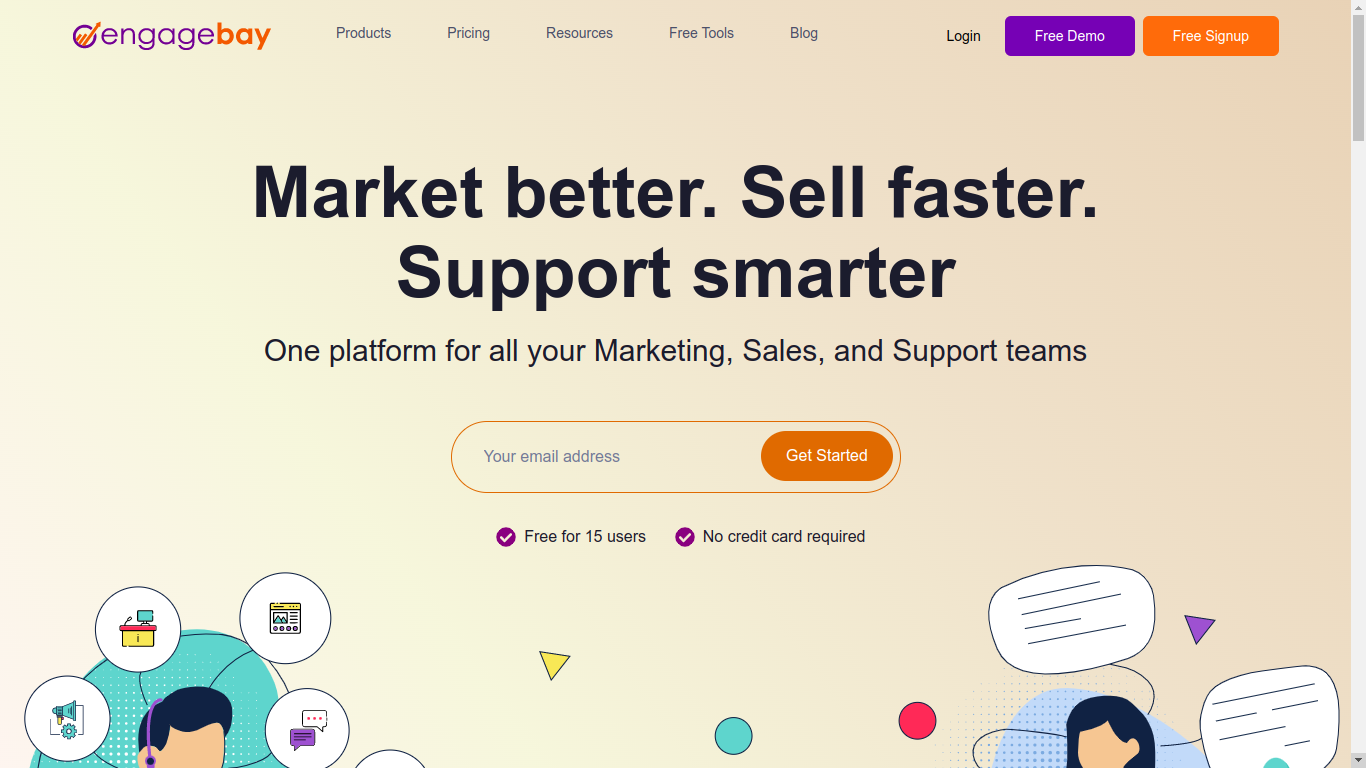 engagebay
Products
Pricing
Resources
Free Tools
Blog
Login
Free Demo
Free Signup
Market better. Sell faster.
Support smarter
One platform for all your Marketing, Sales, and Support teams
Your email address
Get Started
Free for 15 users
No credit card required
i